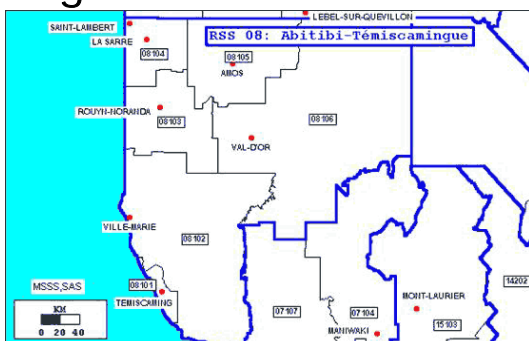 LEBEL-SUR-QUEVILLON
SAINT-LAMBERT
RSS 08: Abitibi-Témiscamingue
LA SARRE
08104
08105
AMOS
ROUYN-NORANDA
08103
08106
VAL-D'OR
VILLE-MARIE
08102
MSSS,SAS
08101
TEMISCAMING
14202
KM
0 20 40
07107
07104
MONT-LAURIER
MANIWAKI
15103